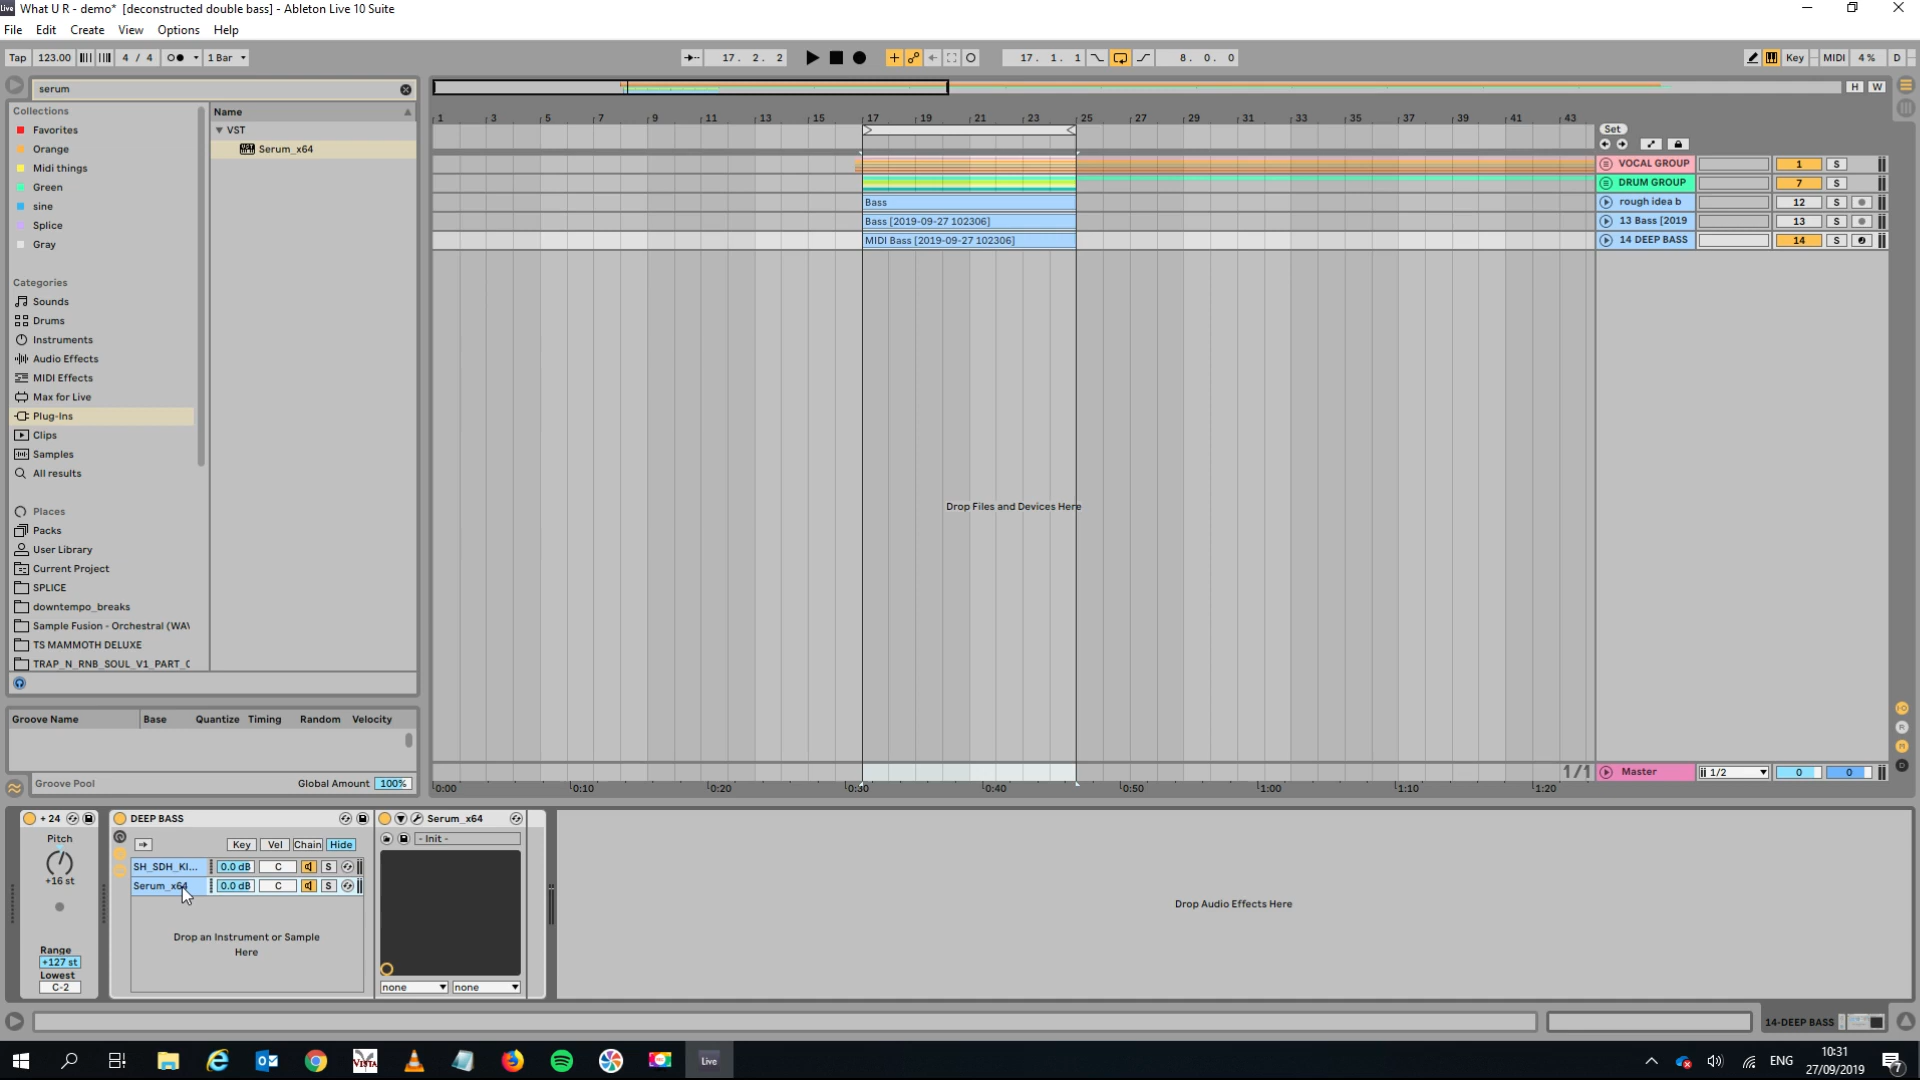 What U R - demo* [deconstructed double bass] - Ableton Live 10 Suite
File Edit Create View Options Help
Tap 123.00 4 / 4 1 Bar 17. 2. 2 17. 1. 1 8. 0. 0 Key MIDI 4 % D
serum
H W
Collections
Favorites
Orange
Midi things
Green
sine
Splice
Gray
Categories
Sounds
Drums
Instruments
Audio Effects
MIDI Effects
Max for Live
Plug-Ins
Clips
Samples
All results
Places
Packs
User Library
Current Project
SPLICE
downtempo_breaks
Sample Fusion - Orchestral (WA
TS MAMMOTH DELUXE
TRAP_N_RNB_SOUL_V1_PART_
Name
VST
Serum_x64
1 3 5 7 9 11 13 15 17 19 21 23 25 27 29 31 33 35 37 39 41 43
Set
VOCAL GROUP 1 S
DRUM GROUP 7 S
Bass
rough idea b 12 S
Bass [2019-09-27 102306]
13 Bass [2019 13 S
MIDI Bass [2019-09-27 102306]
14 DEEP BASS 14 S
Drop Files and Devices Here
Groove Name Base Quantize Timing Random Velocity
Groove Pool Global Amount 100%
1/1 Master 1/2 0 0
0:00 0:10 0:20 0:30 0:40 0:50 1:00 1:10 1:20
+ 24
Pitch
+16 st
Range
+127 st
Lowest
C-2
DEEP BASS
Key Vel Chain Hide
SH_SDH_KI... 0.0 dB C S
Serum_x64 0.0 dB C S
Drop an Instrument or Sample
Here
Serum_x64
- Init -
none none
Drop Audio Effects Here
14-DEEP BASS
Live
ENG
10:31
27/09/2019